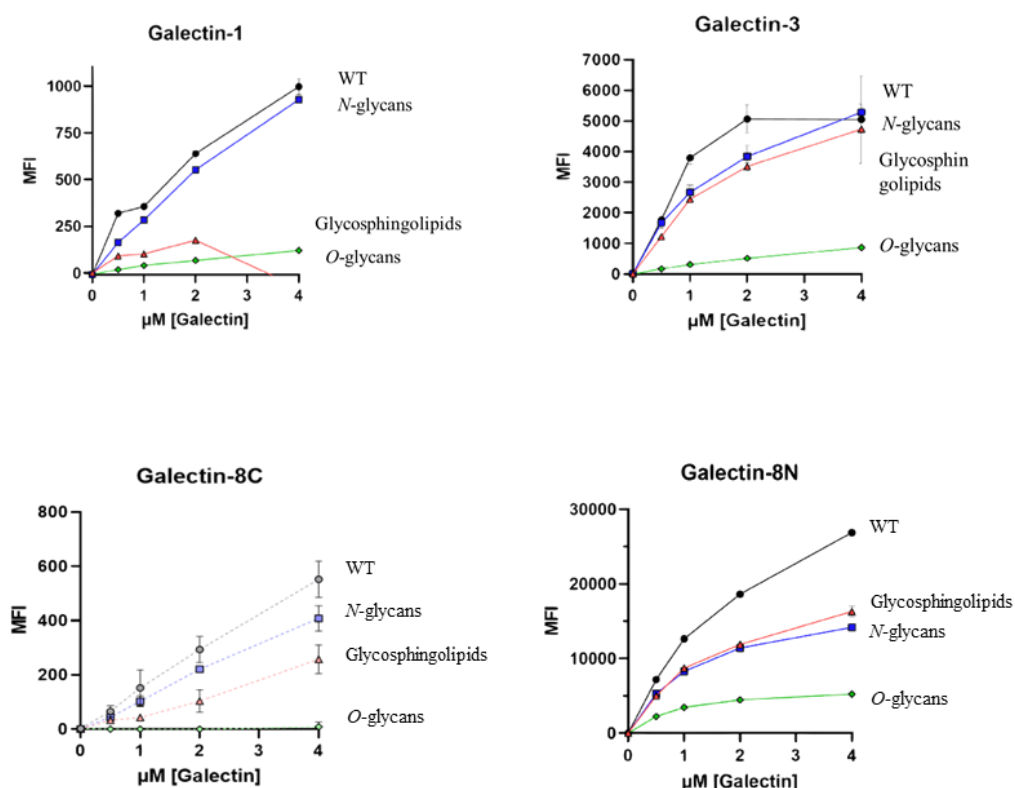 Galectin-1
1000
750
500
250
0
MFI
0 1 2 3 4
µM [Galectin]
WT
N-glycans
Glycosphingolipids
O-glycans
Galectin-3
7000
6000
5000
4000
3000
2000
1000
0
MFI
0 1 2 3 4
µM [Galectin]
WT
N-glycans
Glycosphin
golipids
O-glycans
Galectin-8C
800
600
400
200
0
MFI
0 1 2 3 4
µM [Galectin]
WT
N-glycans
Glycosphingolipids
O-glycans
Galectin-8N
30000
20000
10000
0
MFI
0 1 2 3 4
µM [Galectin]
WT
Glycosphingolipids
N-glycans
O-glycans